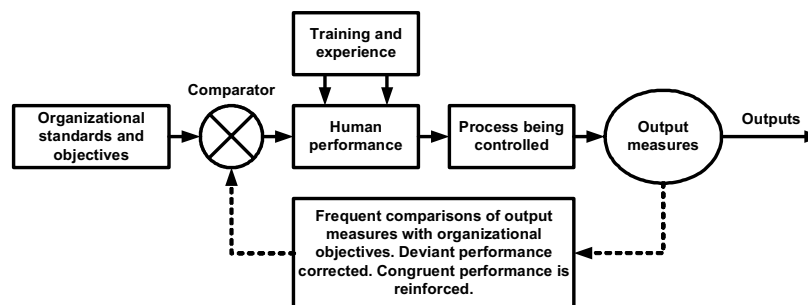 Training and
experience
Comparator
Organizational
standards and
objectives
Human
performance
Process being
controlled
Output
measures
Outputs
Frequent comparisons of output
measures with organizational
objectives. Deviant performance
corrected. Congruent performance is
reinforced.